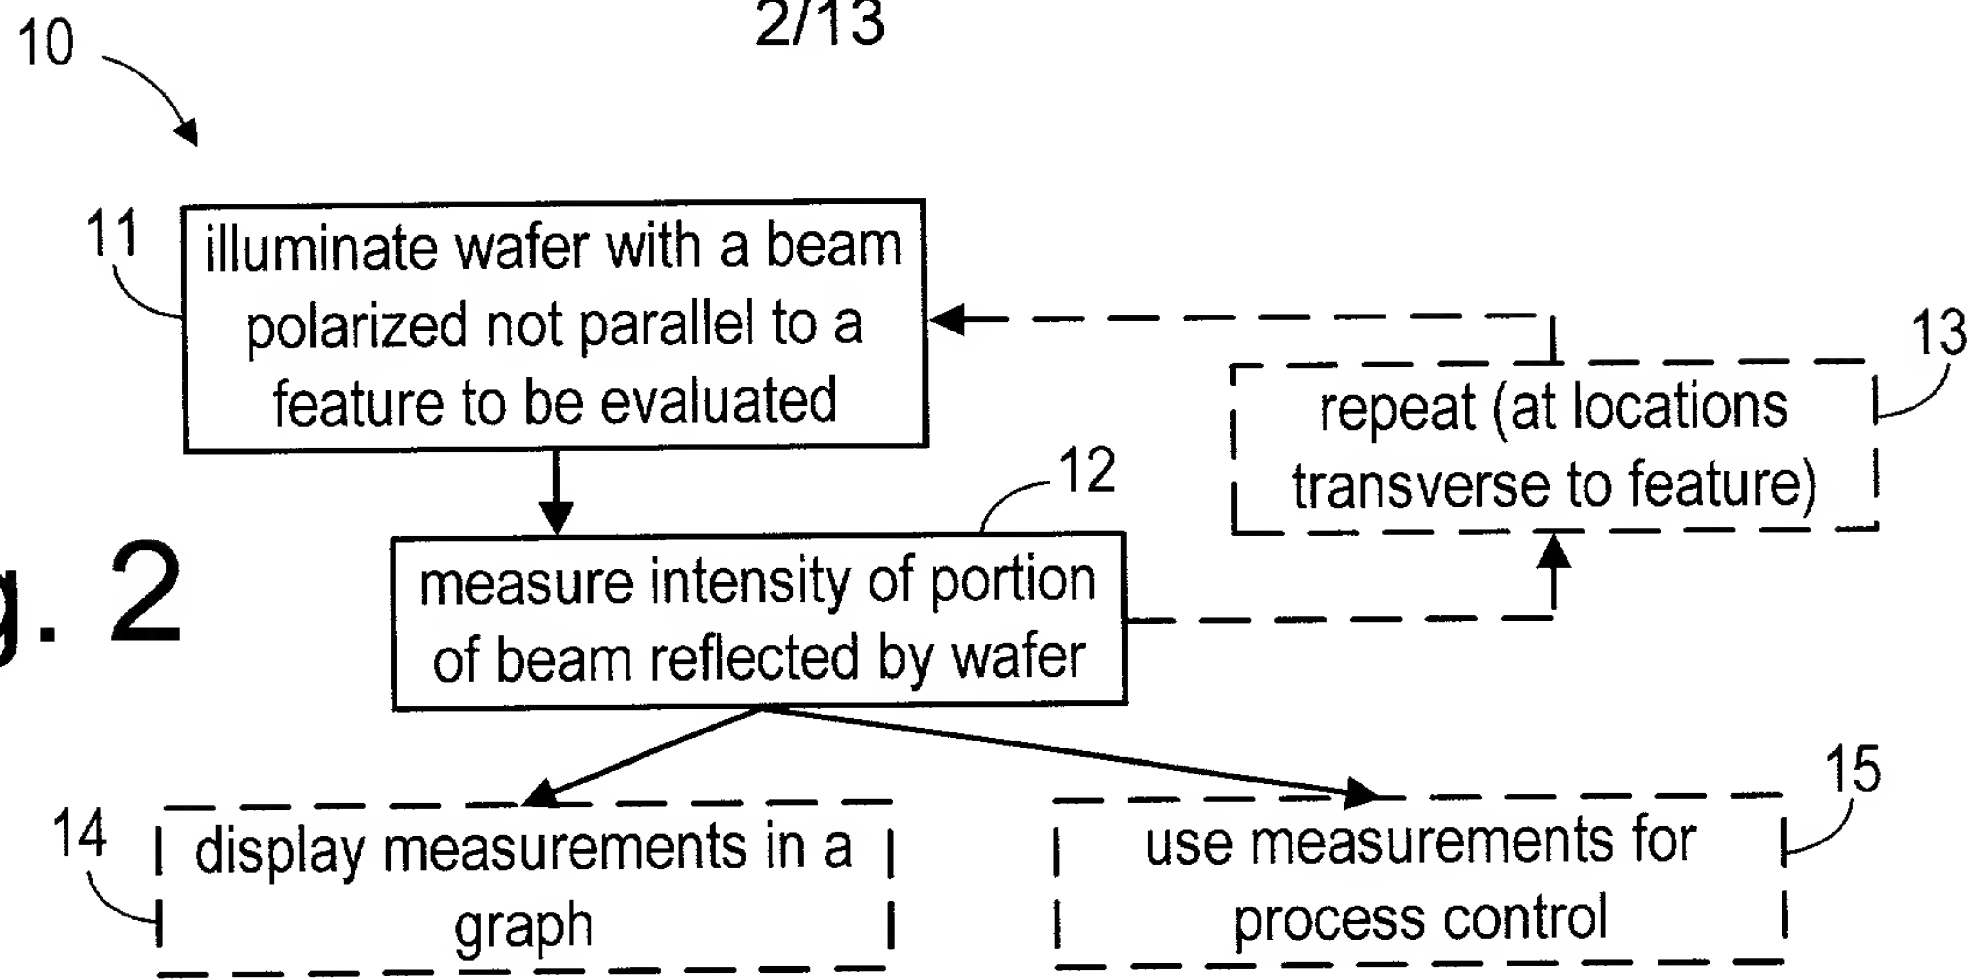 2/13
10
11
illuminate wafer with a beam
polarized not parallel to a
feature to be evaluated
13
repeat (at locations
transverse to feature)
12
measure intensity of portion
of beam reflected by wafer
g. 2
14
display measurements in a
graph
15
use measurements for
process control